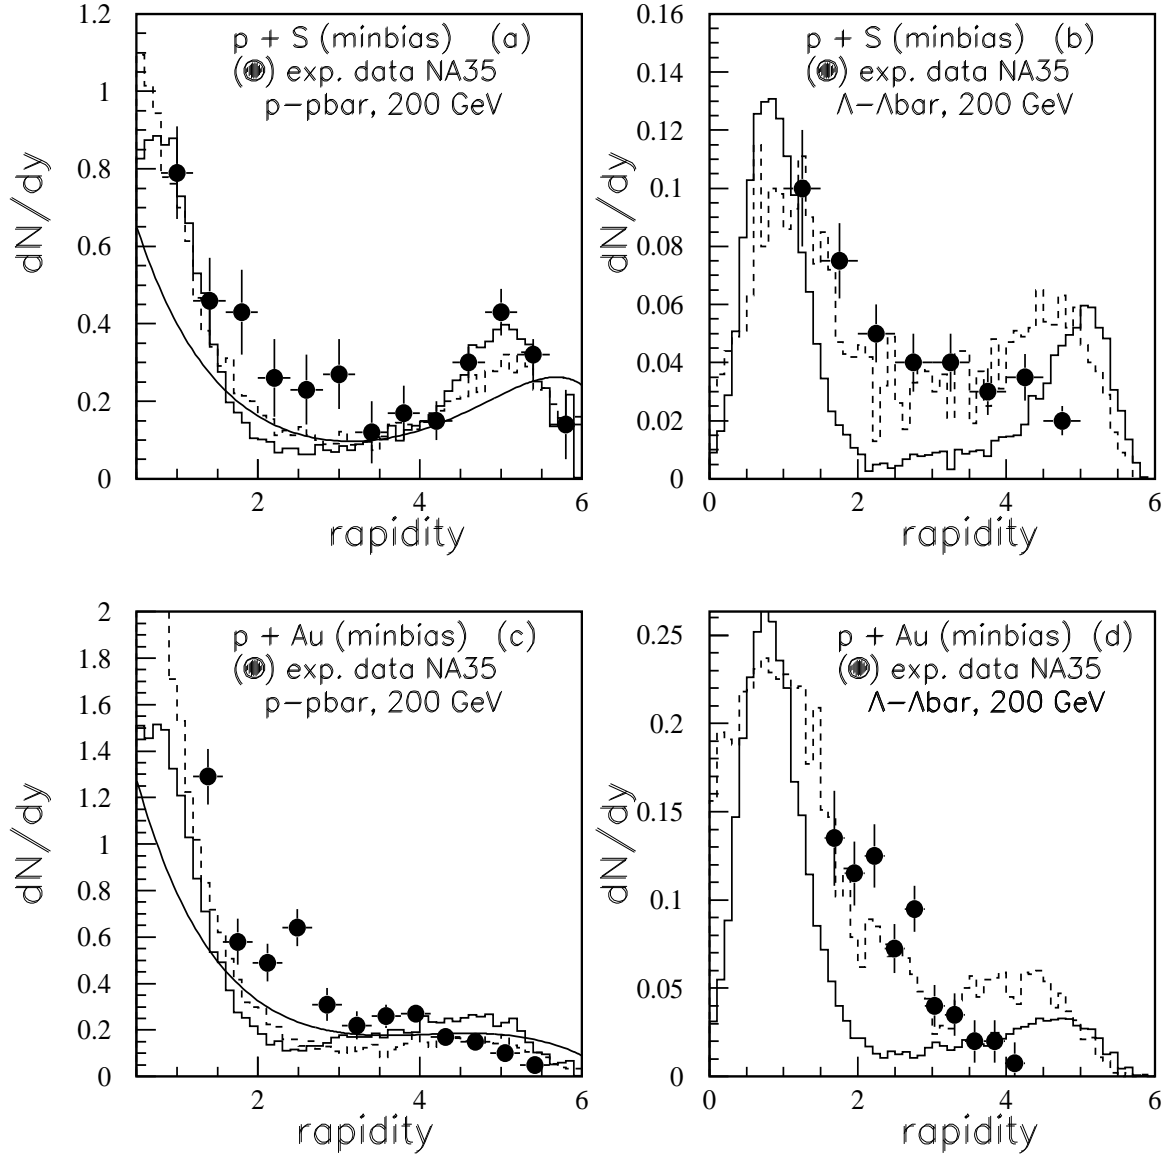 p + S (minbias) (a)
(●) exp. data NA35
p-pbar, 200 GeV
dN/dy
1.2
1
0.8
0.6
0.4
0.2
0
2
4
6
rapidity
p + S (minbias) (b)
(●) exp. data NA35
Λ-Λbar, 200 GeV
dN/dy
0.16
0.14
0.12
0.1
0.08
0.06
0.04
0.02
0
0
2
4
6
rapidity
p + Au (minbias) (c)
(●) exp. data NA35
p-pbar, 200 GeV
dN/dy
2
1.8
1.6
1.4
1.2
1
0.8
0.6
0.4
0.2
0
2
4
6
rapidity
p + Au (minbias) (d)
(●) exp. data NA35
Λ-Λbar, 200 GeV
dN/dy
0.25
0.2
0.15
0.1
0.05
0
0
2
4
6
rapidity